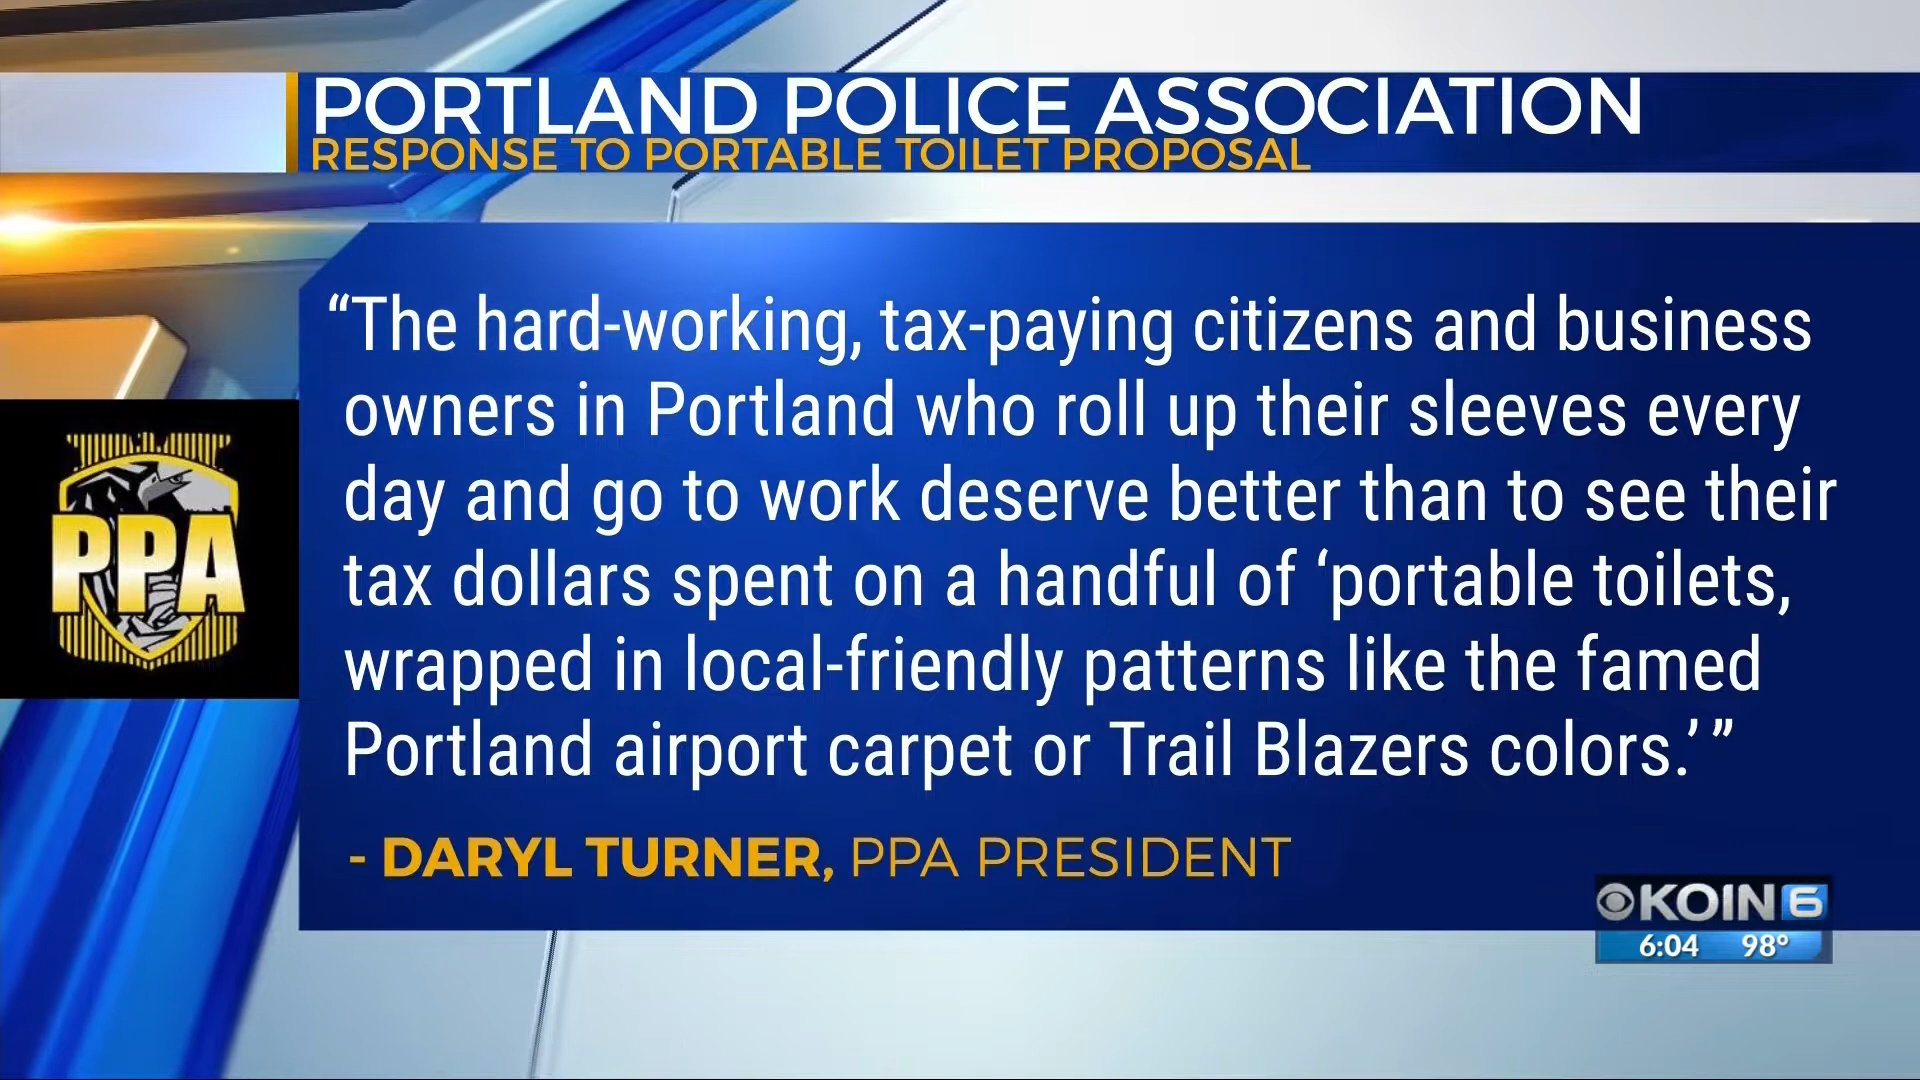 PORTLAND POLICE ASSOCIATION
RESPONSE TO PORTABLE TOILET PROPOSAL
“The hard-working, tax-paying citizens and business
owners in Portland who roll up their sleeves every
day and go to work deserve better than to see their
tax dollars spent on a handful of ‘portable toilets,
wrapped in local-friendly patterns like the famed
Portland airport carpet or Trail Blazers colors.’ ”
- DARYL TURNER, PPA PRESIDENT
PPA
KOIN 6
6:04 98°